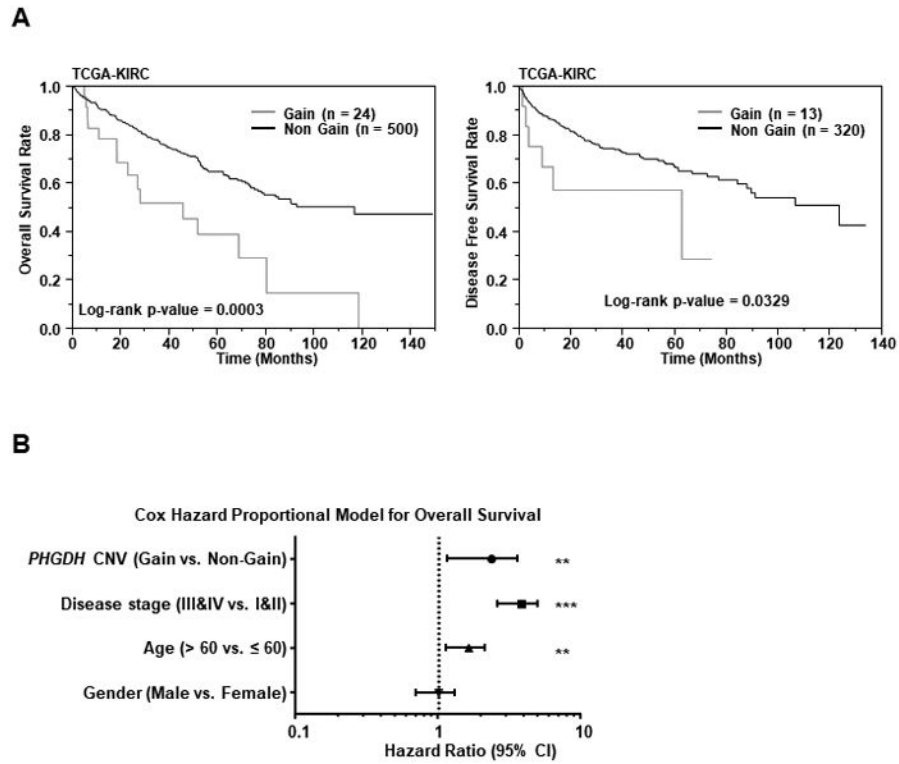 A
TCGA-KIRC
Overall Survival Rate
1.0
0.8
0.6
0.4
0.2
0.0
Gain (n = 24)
Non Gain (n = 500)
Log-rank p-value = 0.0003
0 20 40 60 80 100 120 140
Time (Months)
TCGA-KIRC
Disease Free Survival Rate
1.0
0.8
0.6
0.4
0.2
0.0
Gain (n = 13)
Non Gain (n = 320)
Log-rank p-value = 0.0329
0 20 40 60 80 100 120 140
Time (Months)
B
Cox Hazard Proportional Model for Overall Survival
PHGDH CNV (Gain vs. Non-Gain) **
Disease stage (III&IV vs. I&II) ***
Age (> 60 vs. ≤ 60) **
Gender (Male vs. Female)
0.1 1 10
Hazard Ratio (95% CI)